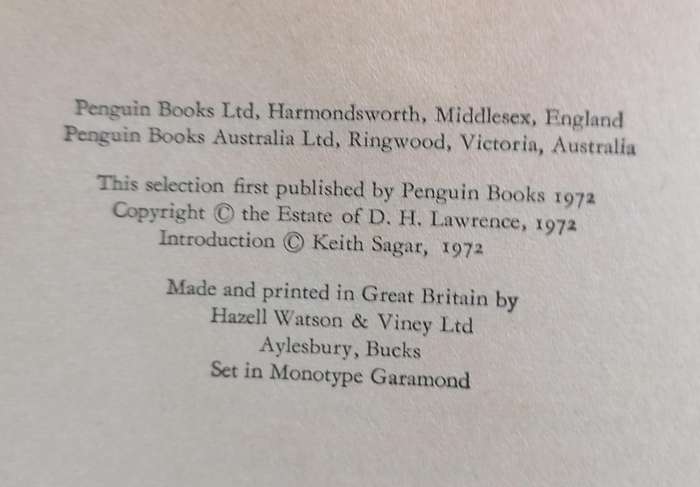 Penguin Books Ltd, Harmondsworth, Middlesex, England
Penguin Books Australia Ltd, Ringwood, Victoria, Australia
This selection first published by Penguin Books 1972
Copyright © the Estate of D. H. Lawrence, 1972
Introduction © Keith Sagar, 1972
Made and printed in Great Britain by
Hazell Watson & Viney Ltd
Aylesbury, Bucks
Set in Monotype Garamond